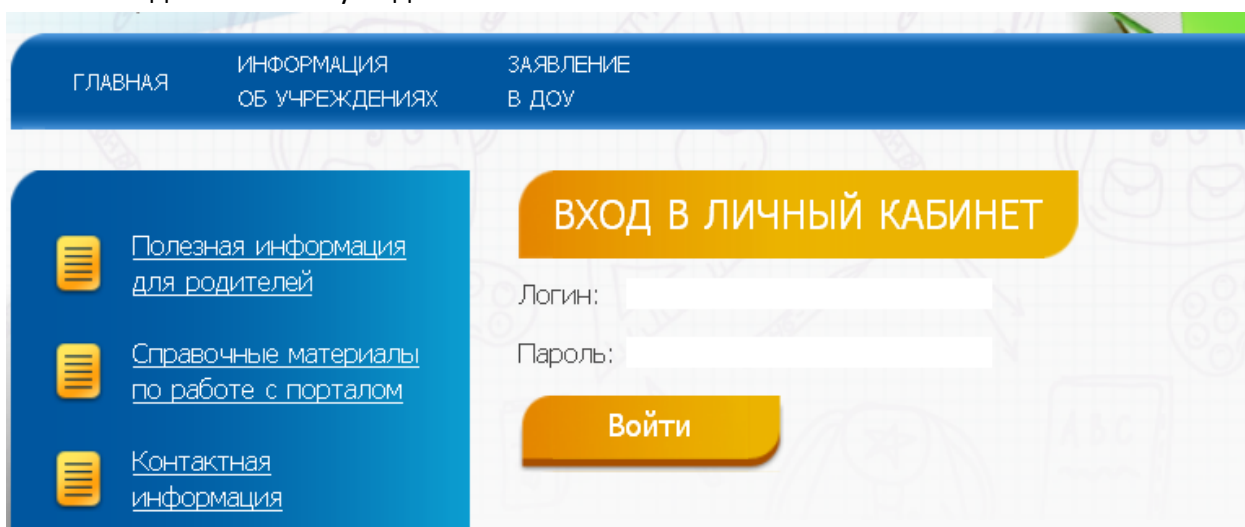 ГЛАВНАЯ
ИНФОРМАЦИЯ
ОБ УЧРЕЖДЕНИЯХ
ЗАЯВЛЕНИЕ
В ДОУ
Полезная информация
для родителей
Справочные материалы
по работе с порталом
Контактная
информация
ВХОД В ЛИЧНЫЙ КАБИНЕТ
Логин:
Пароль:
Войти